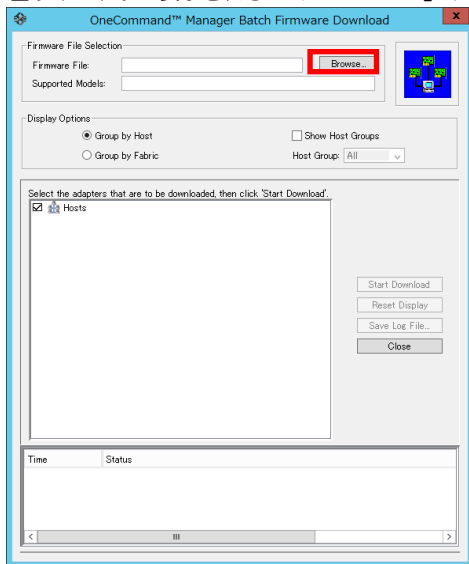 OneCommand™ Manager Batch Firmware Download
Firmware File Selection
Firmware File:
Browse...
Supported Models:
Display Options
Group by Host
Show Host Groups
Group by Fabric
Host Group: All
Select the adapters that are to be downloaded, then click 'Start Download'.
Hosts
Start Download
Reset Display
Save Log File...
Close
Time Status